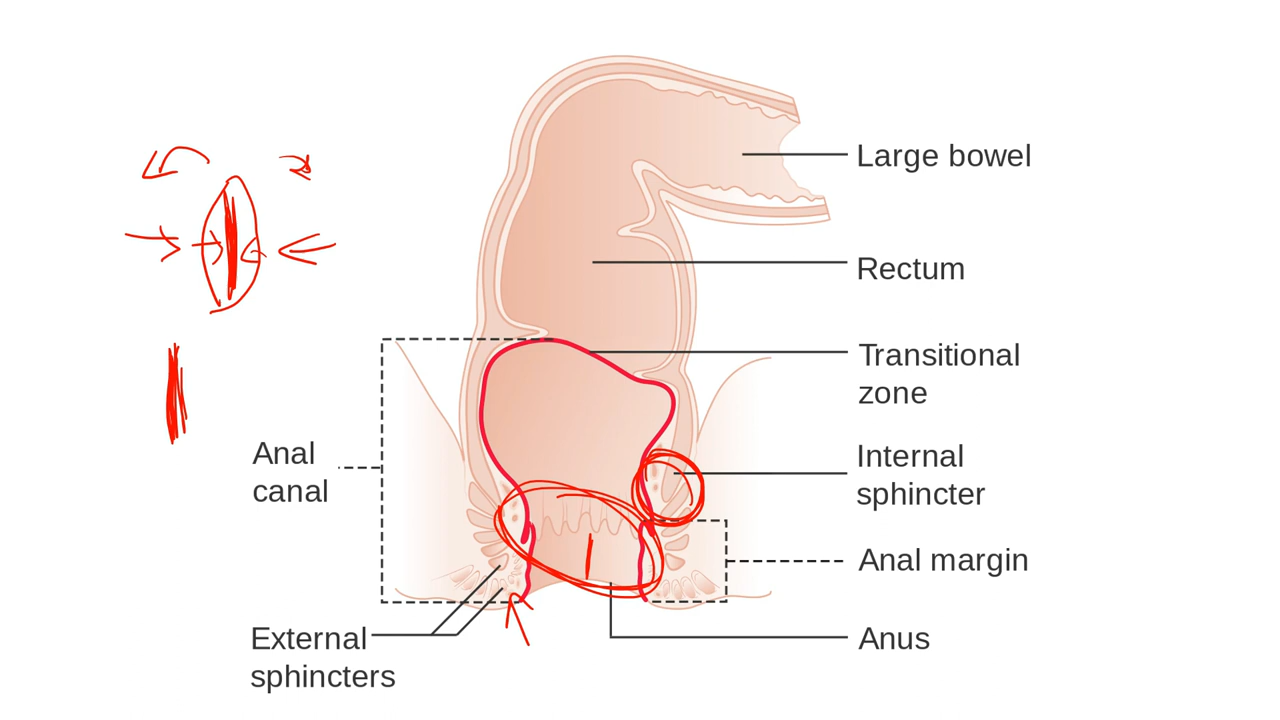 Large bowel
Rectum
Transitional
zone
Internal
sphincter
Anal
canal
Anal margin
External
sphincters
Anus